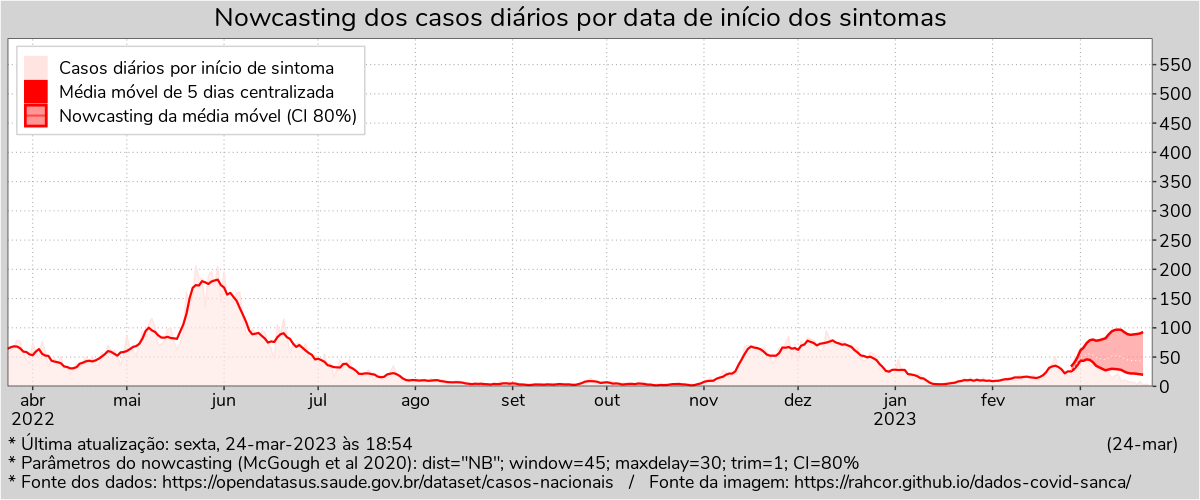 Nowcasting dos casos diários por data de início dos sintomas
Casos diários por início de sintoma
Média móvel de 5 dias centralizada
Nowcasting da média móvel (CI 80%)
550
500
450
400
350
300
250
200
150
100
50
0
abr mai jun jul ago set out nov dez jan fev mar
2022 2023
* Última atualização: sexta, 24-mar-2023 às 18:54 (24-mar)
* Parâmetros do nowcasting (McGough et al 2020): dist="NB"; window=45; maxdelay=30; trim=1; CI=80%
* Fonte dos dados: https://opendatasus.saude.gov.br/dataset/casos-nacionais / Fonte da imagem: https://rahcor.github.io/dados-covid-sanca/